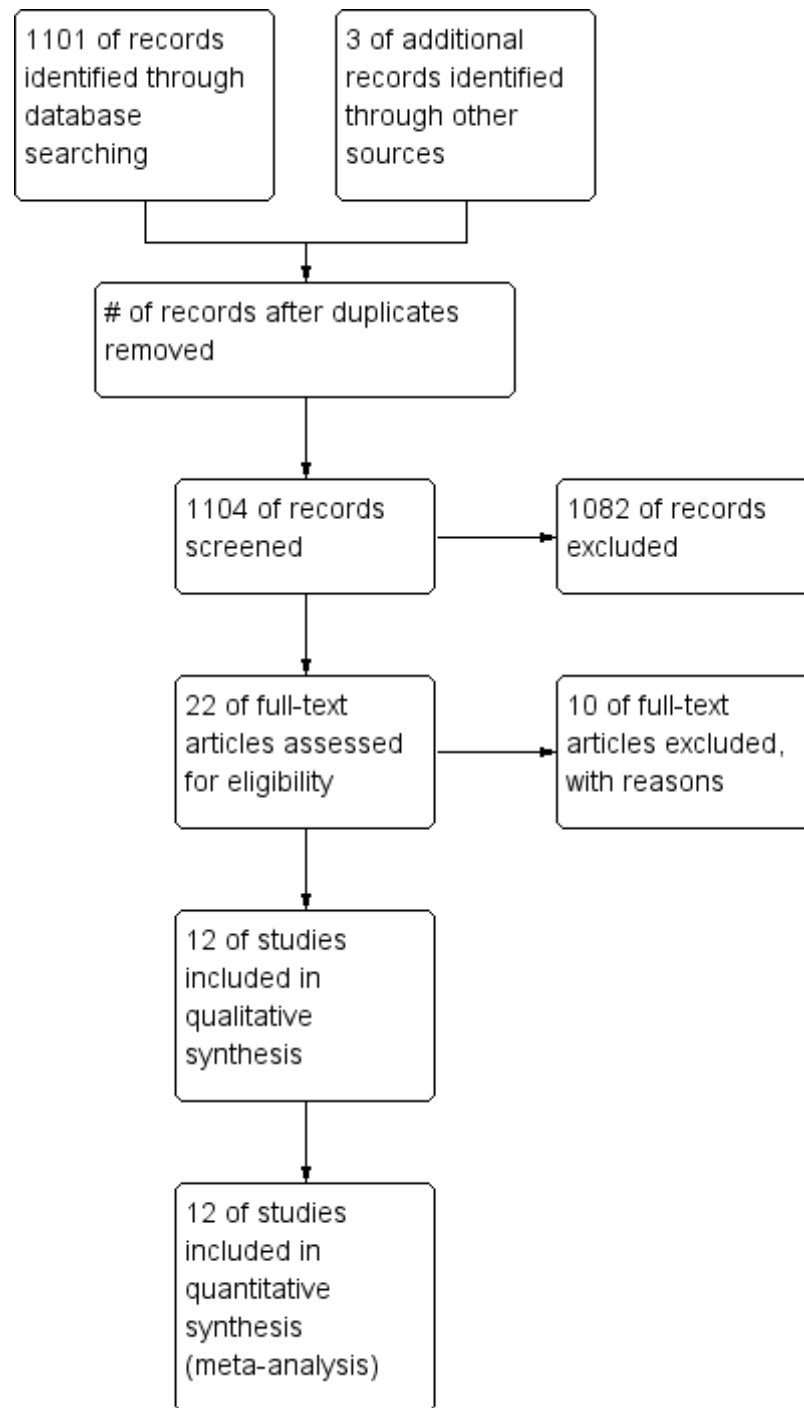 1101 of records
identified through
database
searching
3 of additional
records identified
through other
sources
# of records after duplicates
removed
1104 of records
screened
1082 of records
excluded
22 of full-text
articles assessed
for eligibility
10 of full-text
articles excluded,
with reasons
12 of studies
included in
qualitative
synthesis
12 of studies
included in
quantitative
synthesis
(meta-analysis)